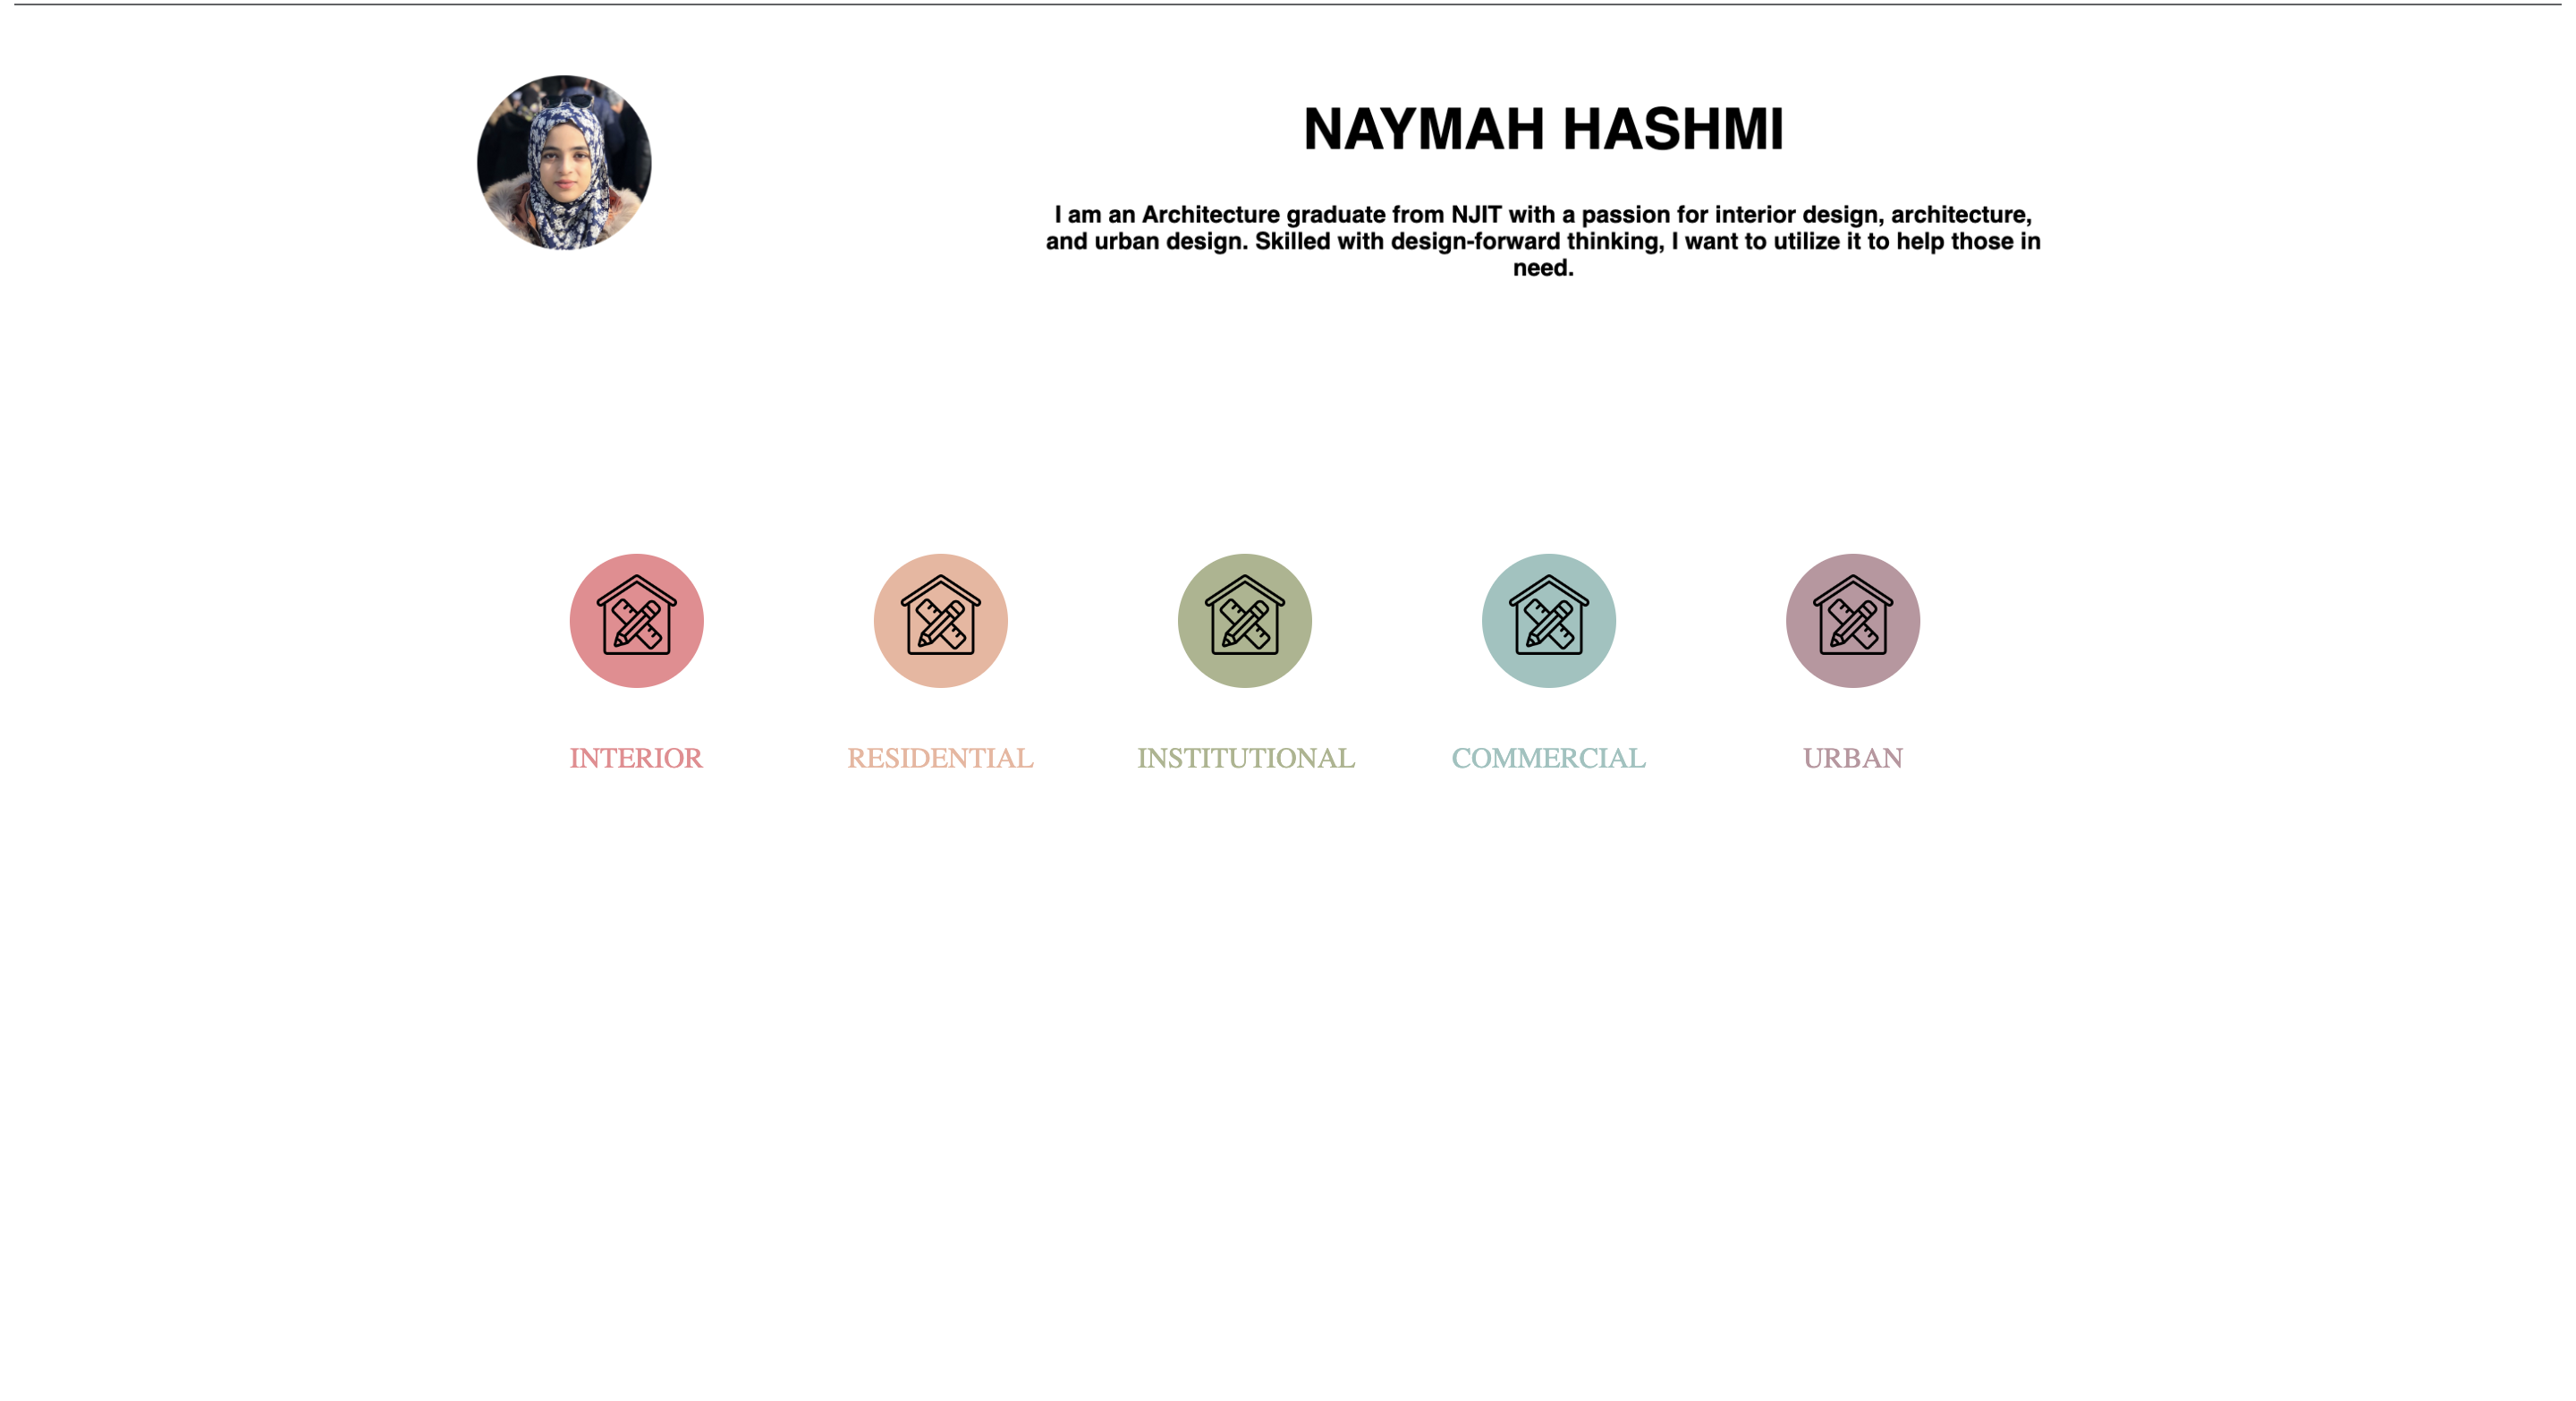 NAYMAH HASHMI
I am an Architecture graduate from NJIT with a passion for interior design, architecture,
and urban design. Skilled with design-forward thinking, I want to utilize it to help those in
need.
INTERIOR
RESIDENTIAL
INSTITUTIONAL
COMMERCIAL
URBAN